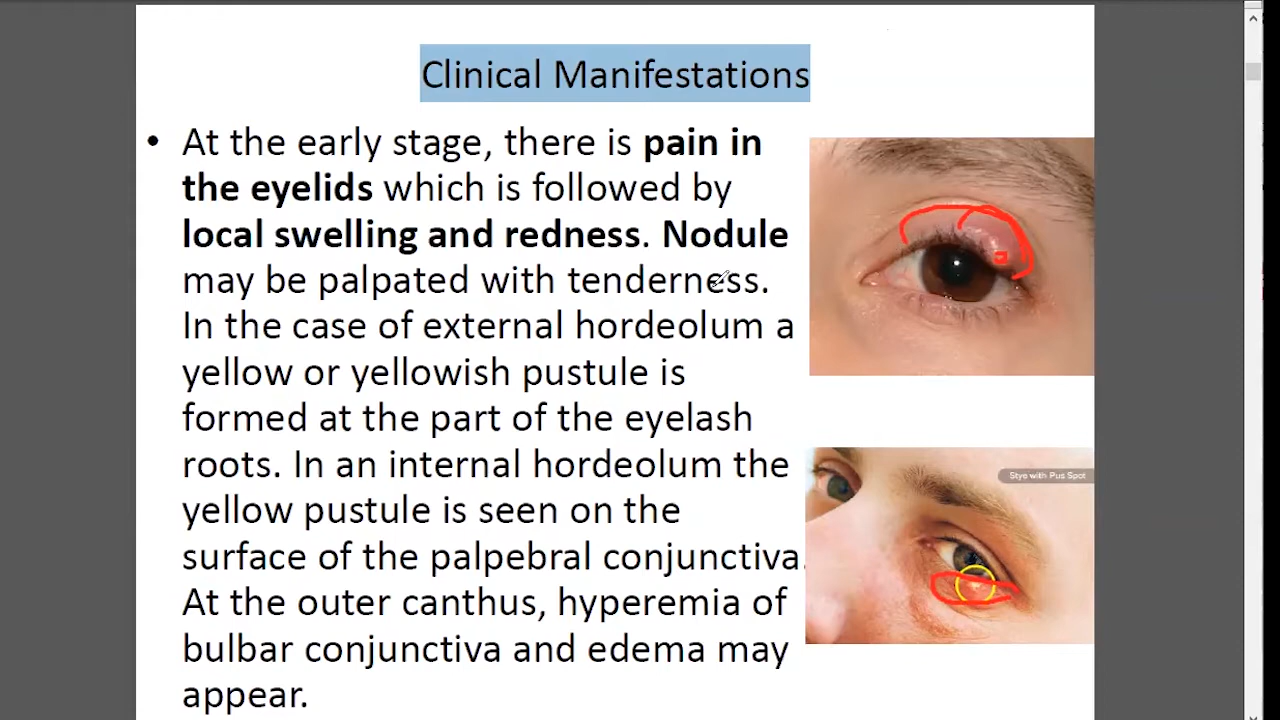 Clinical Manifestations
• At the early stage, there is pain in
the eyelids which is followed by
local swelling and redness. Nodule
may be palpated with tenderness.
In the case of external hordeolum a
yellow or yellowish pustule is
formed at the part of the eyelash
roots. In an internal hordeolum the
yellow pustule is seen on the
surface of the palpebral conjunctiva.
At the outer canthus, hyperemia of
bulbar conjunctiva and edema may
appear.
Stye with Pus Spot